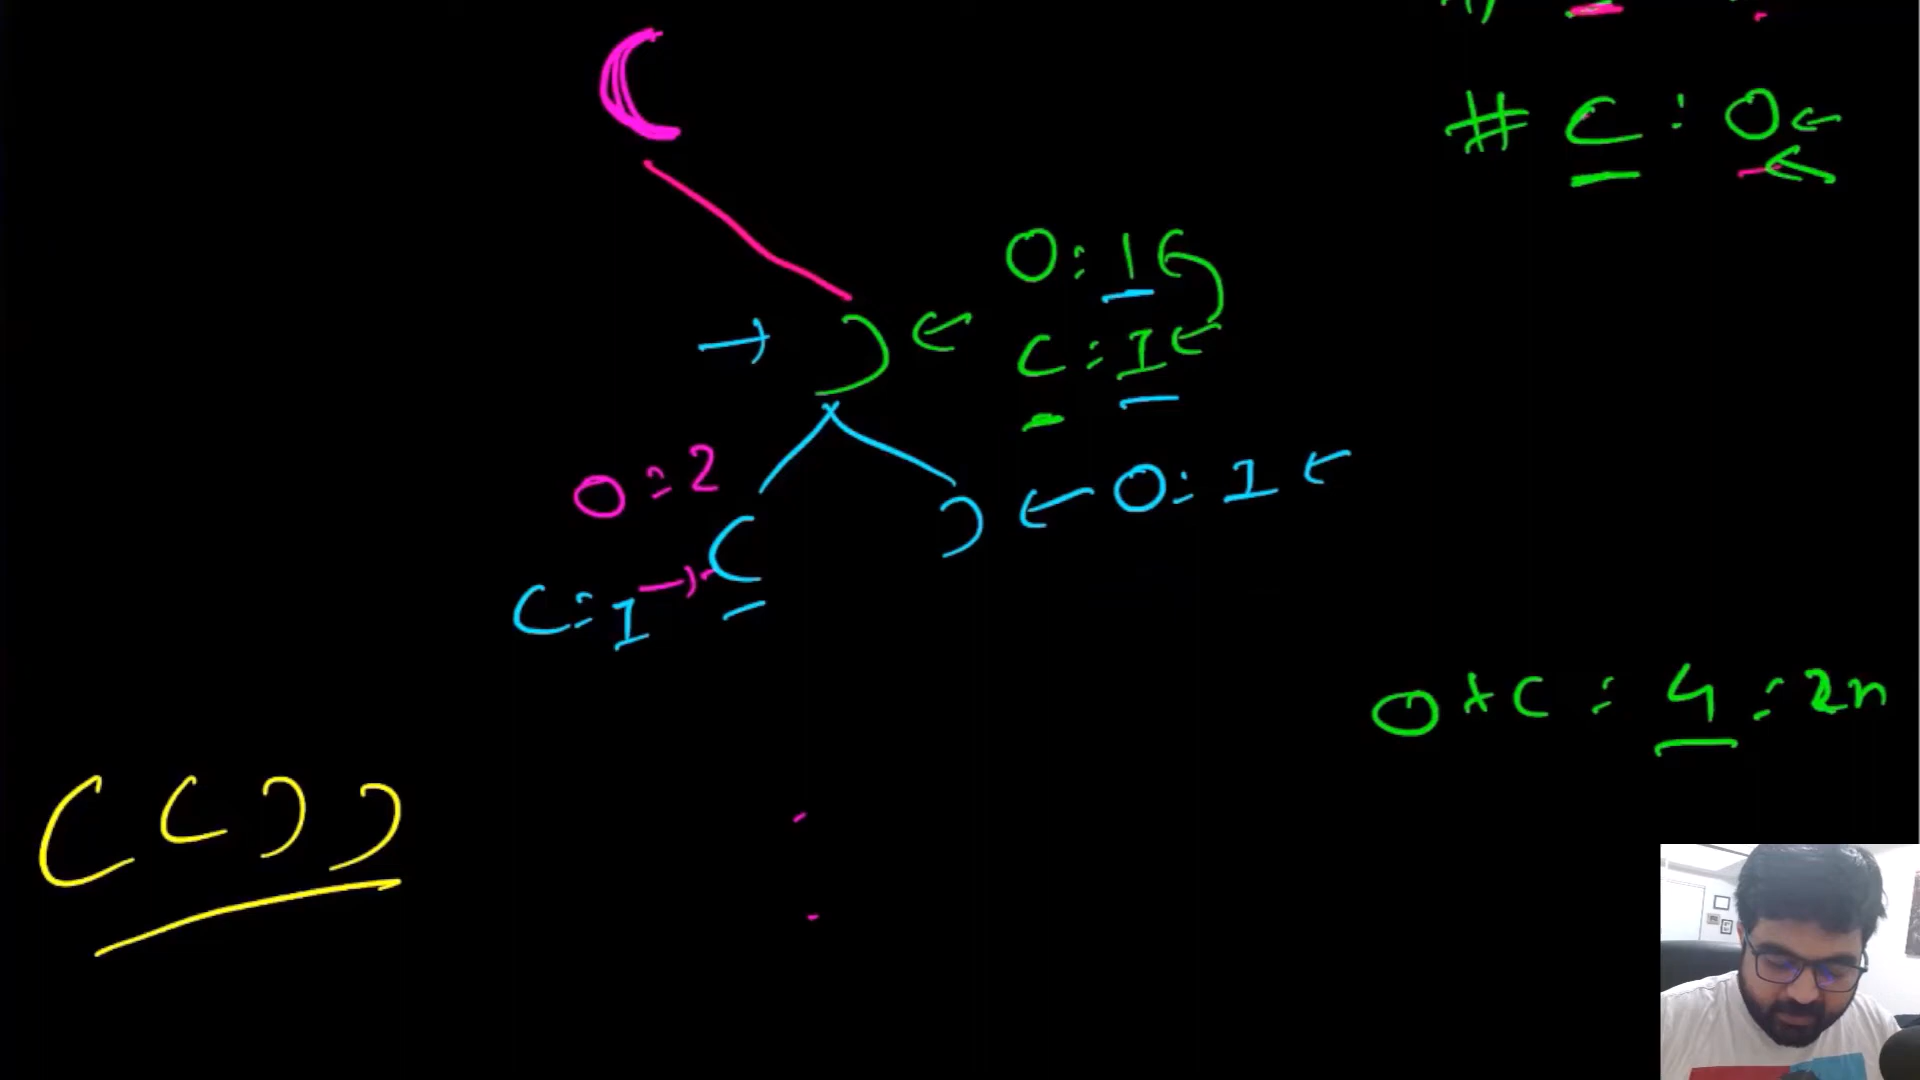 (
# C : 0
O : 1
) C : 1
O : 2
( ) O : 1
C : 1
O + C = 4 = 2n
( ( ) )